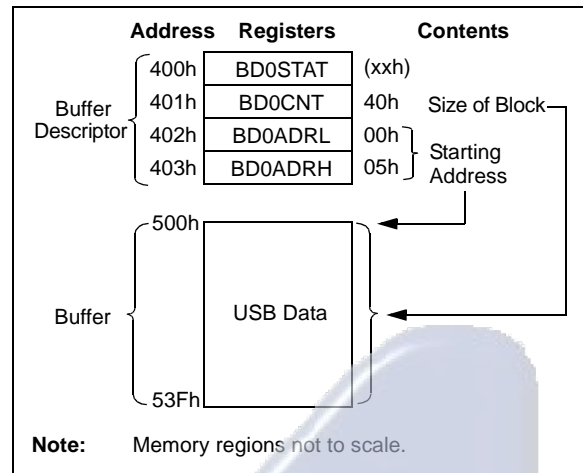 Address Registers Contents
400h BD0STAT (xxh)
401h BD0CNT 40h Size of Block
Buffer Descriptor
402h BD0ADRL 00h
403h BD0ADRH 05h
Starting Address
500h
Buffer
USB Data
53Fh
Note: Memory regions not to scale.